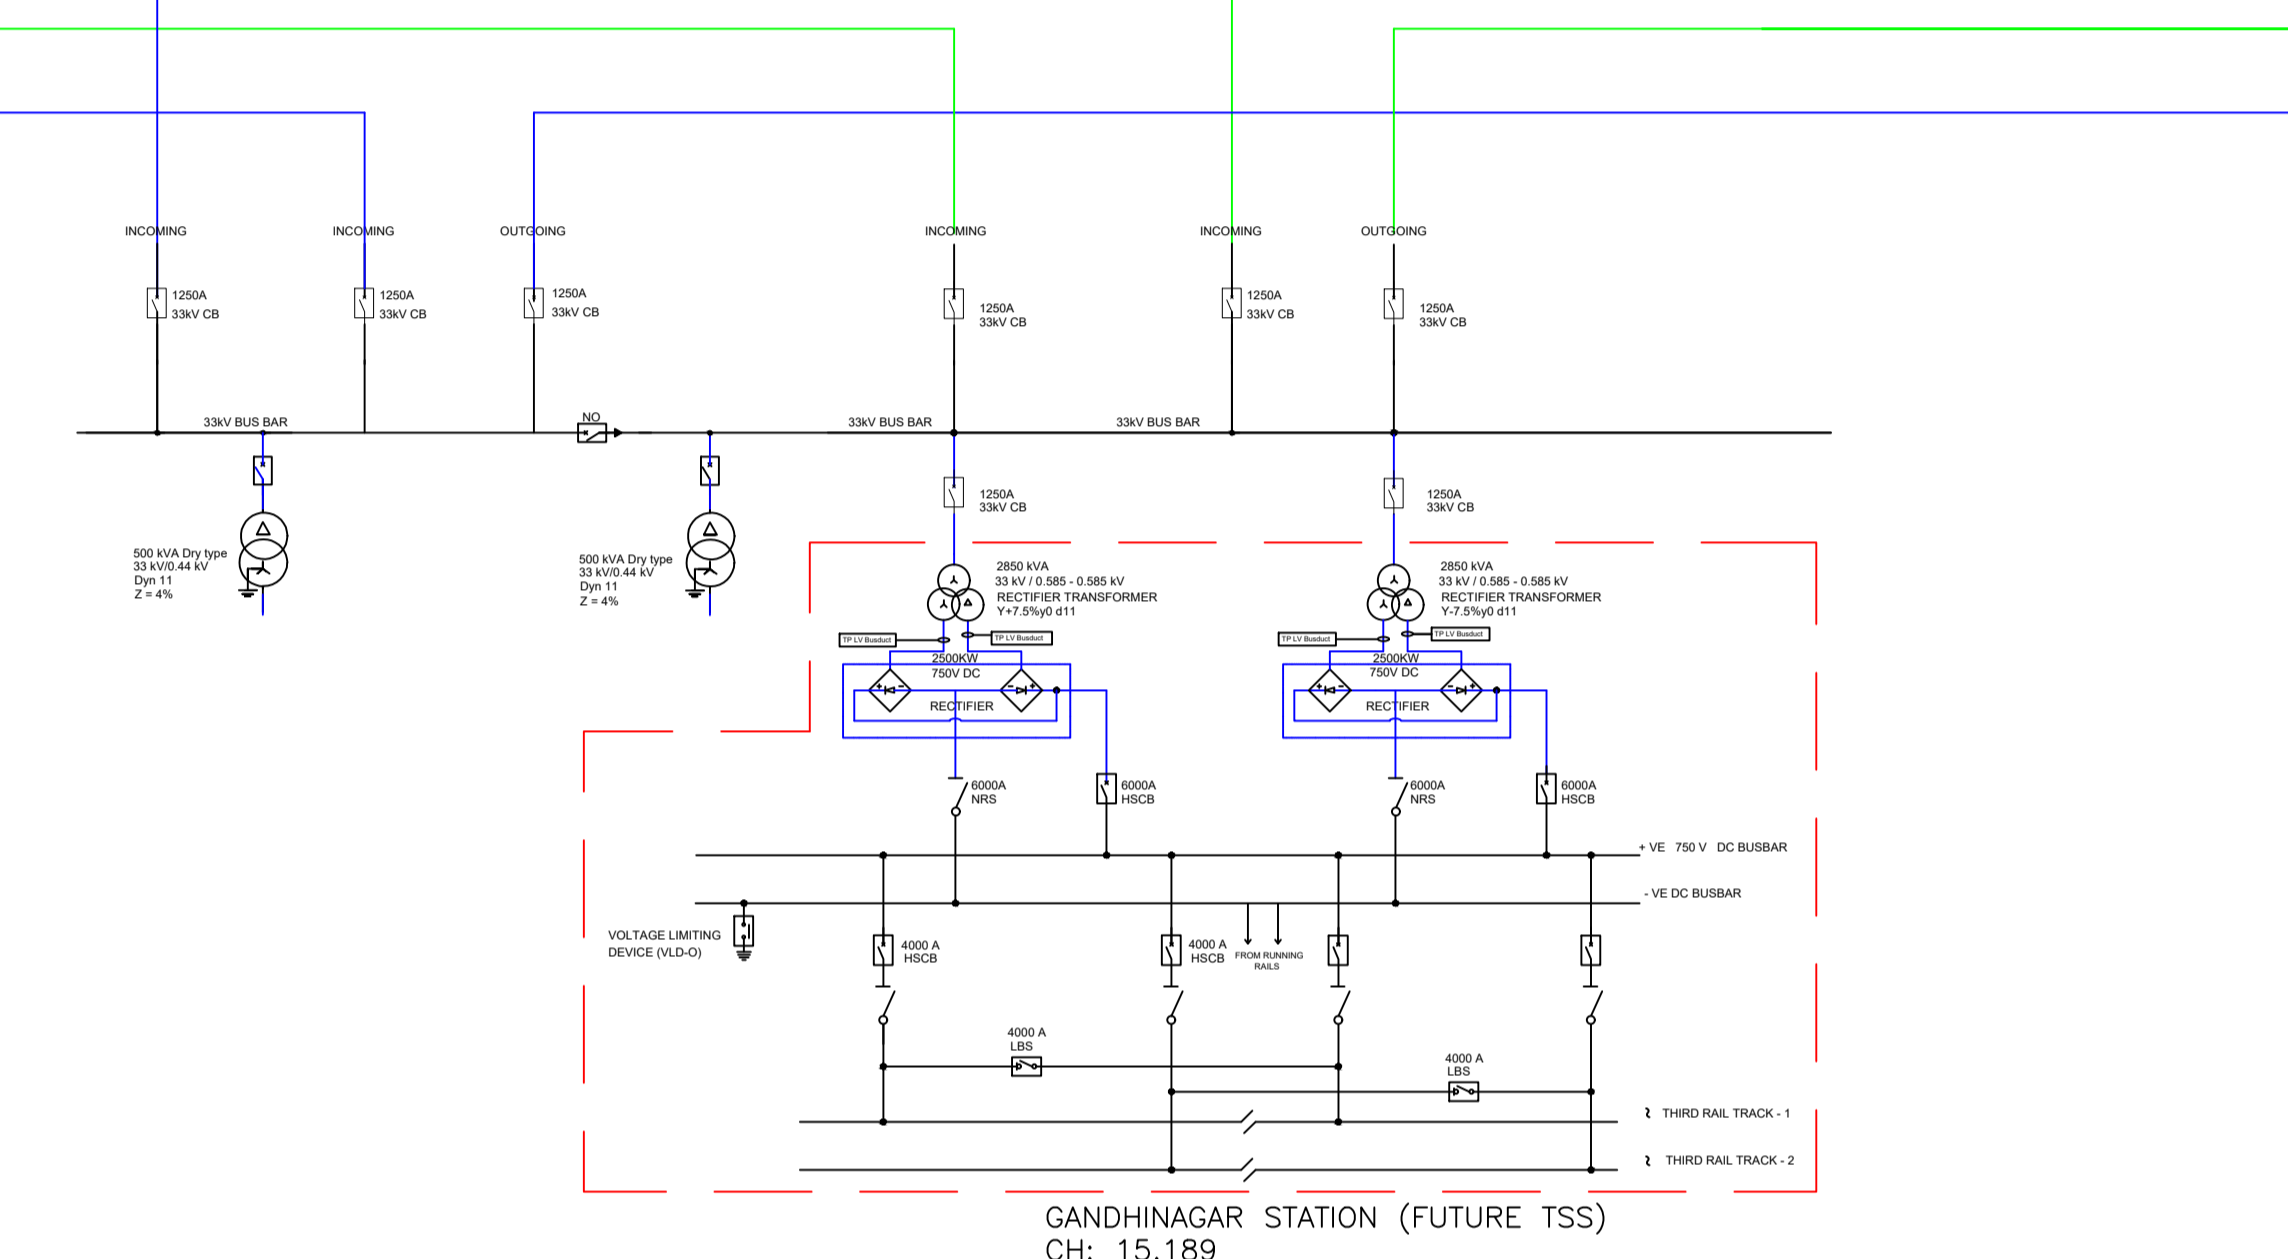 INCOMING
INCOMING
OUTGOING
INCOMING
INCOMING
OUTGOING
1250A
33kV CB
1250A
33kV CB
1250A
33kV CB
1250A
33kV CB
1250A
33kV CB
1250A
33kV CB
33kV BUS BAR
NO
33kV BUS BAR
33kV BUS BAR
1250A
33kV CB
1250A
33kV CB
500 kVA Dry type
33 kV/0.44 kV
Dyn 11
Z = 4%
500 kVA Dry type
33 kV/0.44 kV
Dyn 11
Z = 4%
2850 kVA
33 kV / 0.585 - 0.585 kV
RECTIFIER TRANSFORMER
Y+7.5%y0 d11
2850 kVA
33 kV / 0.585 - 0.585 kV
RECTIFIER TRANSFORMER
Y-7.5%y0 d11
TP LV Busduct
TP LV Busduct
TP LV Busduct
TP LV Busduct
2500KW
750V DC
RECTIFIER
2500KW
750V DC
RECTIFIER
6000A
NRS
6000A
HSCB
6000A
NRS
6000A
HSCB
+ VE 750 V DC BUSBAR
- VE DC BUSBAR
VOLTAGE LIMITING
DEVICE (VLD-O)
4000 A
HSCB
4000 A
HSCB
FROM RUNNING
RAILS
4000 A
LBS
4000 A
LBS
THIRD RAIL TRACK - 1
THIRD RAIL TRACK - 2
GANDHINAGAR STATION (FUTURE TSS)
CH: 15.189